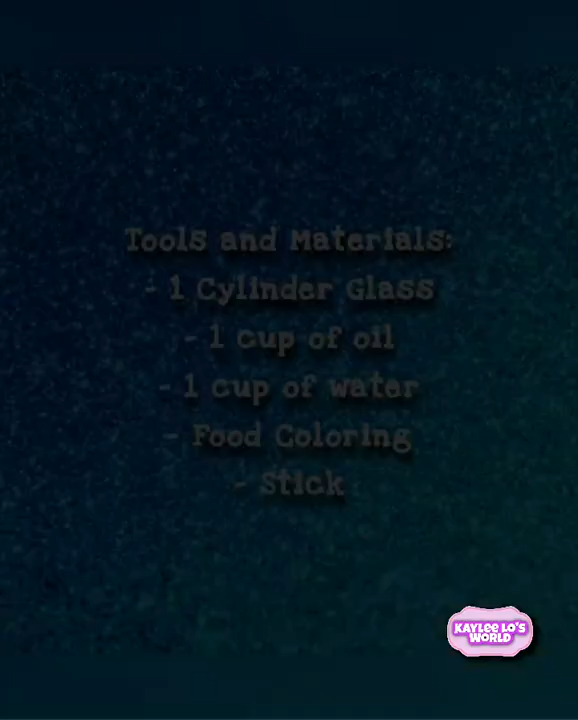 Tools and Materials:
- 1 Cylinder Glass
- 1 cup of oil
- 1 cup of water
- Food Coloring
- Stick
KAYLEE LO'S
WORLD